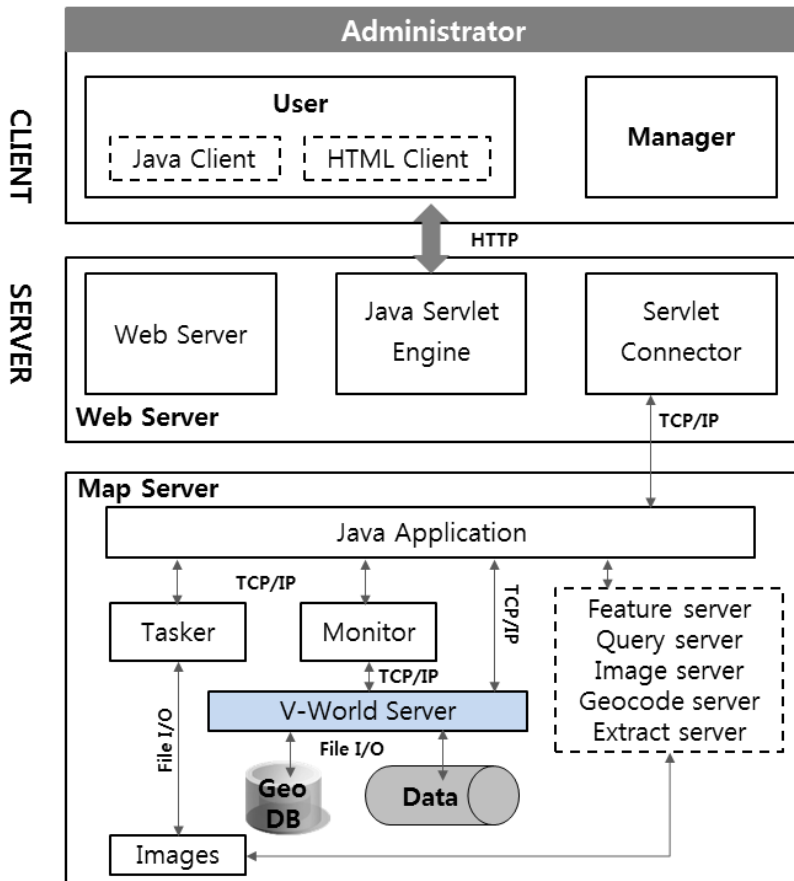 Administrator
CLIENT
User
Java Client
HTML Client
Manager
HTTP
SERVER
Web Server
Java Servlet
Engine
Servlet
Connector
Web Server
TCP/IP
Map Server
Java Application
TCP/IP
TCP/IP
Tasker
Monitor
Feature server
Query server
Image server
Geocode server
Extract server
TCP/IP
V-World Server
File I/O
File I/O
Geo
DB
Data
Images